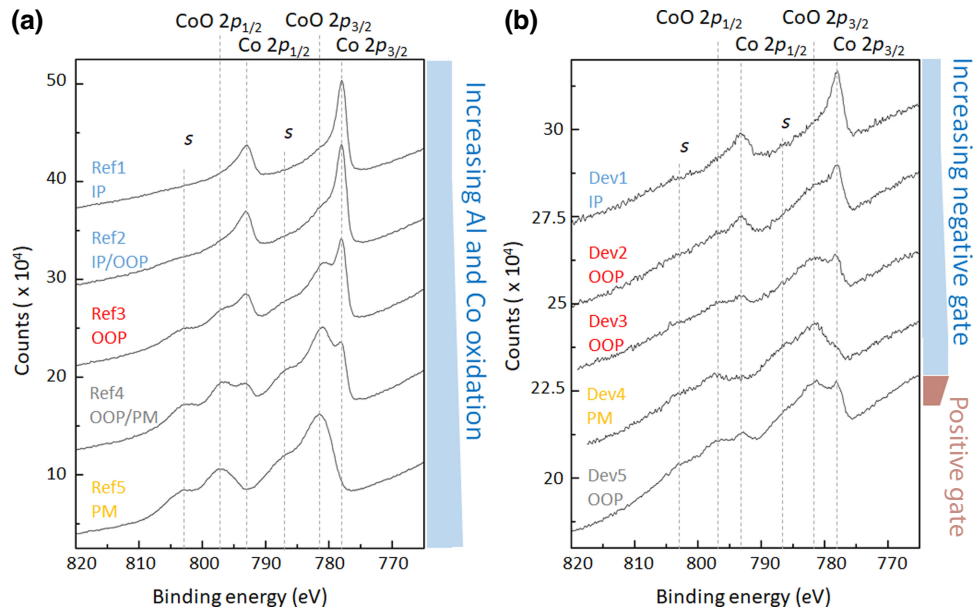 (a)
CoO 2p1/2 CoO 2p3/2
Co 2p1/2 Co 2p3/2
Counts ( x 10⁴)
50
40
30
20
10
s s
Ref1
IP
Ref2
IP/OOP
Ref3
OOP
Ref4
OOP/PM
Ref5
PM
820 800 790 780 770
Binding energy (eV)
Increasing Al and Co oxidation
(b)
CoO 2p1/2 CoO 2p3/2
Co 2p1/2 Co 2p3/2
Counts ( x 10⁴)
30
27.5
25
22.5
20
s s
Dev1
IP
Dev2
OOP
Dev3
OOP
Dev4
PM
Dev5
OOP
820 800 790 780 770
Binding energy (eV)
Increasing negative gate
Positive gate